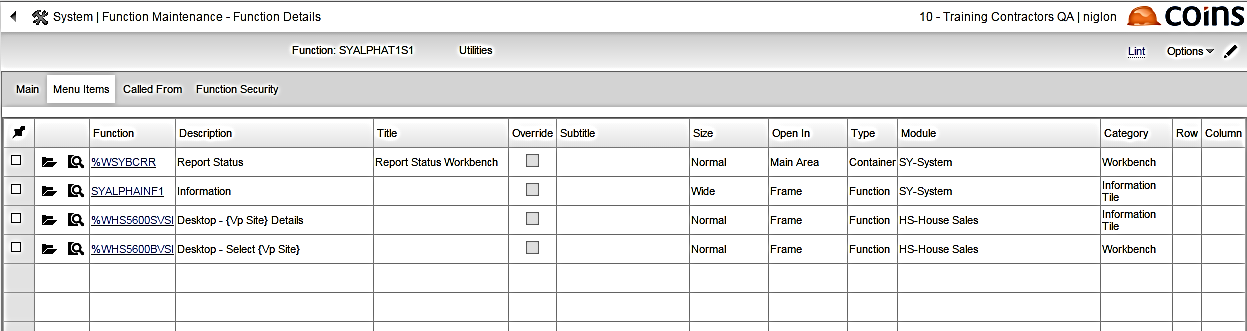 System | Function Maintenance - Function Details
10 - Training Contractors QA | niglon
coins
Function: SYALPHAT1S1
Utilities
Lint
Options
Main
Menu Items
Called From
Function Security
Function Description Title Override Subtitle Size Open In Type Module Category Row Column
%WSYBCRR Report Status Report Status Workbench Normal Main Area Container SY-System Workbench
SYALPHAINF1 Information Wide Frame Function SY-System Information
Tile
%WHS5600SVSI Desktop - {Vp Site} Details Normal Frame Function HS-House Sales Information
Tile
%WHS5600BVSI Desktop - Select {Vp Site} Normal Frame Function HS-House Sales Workbench